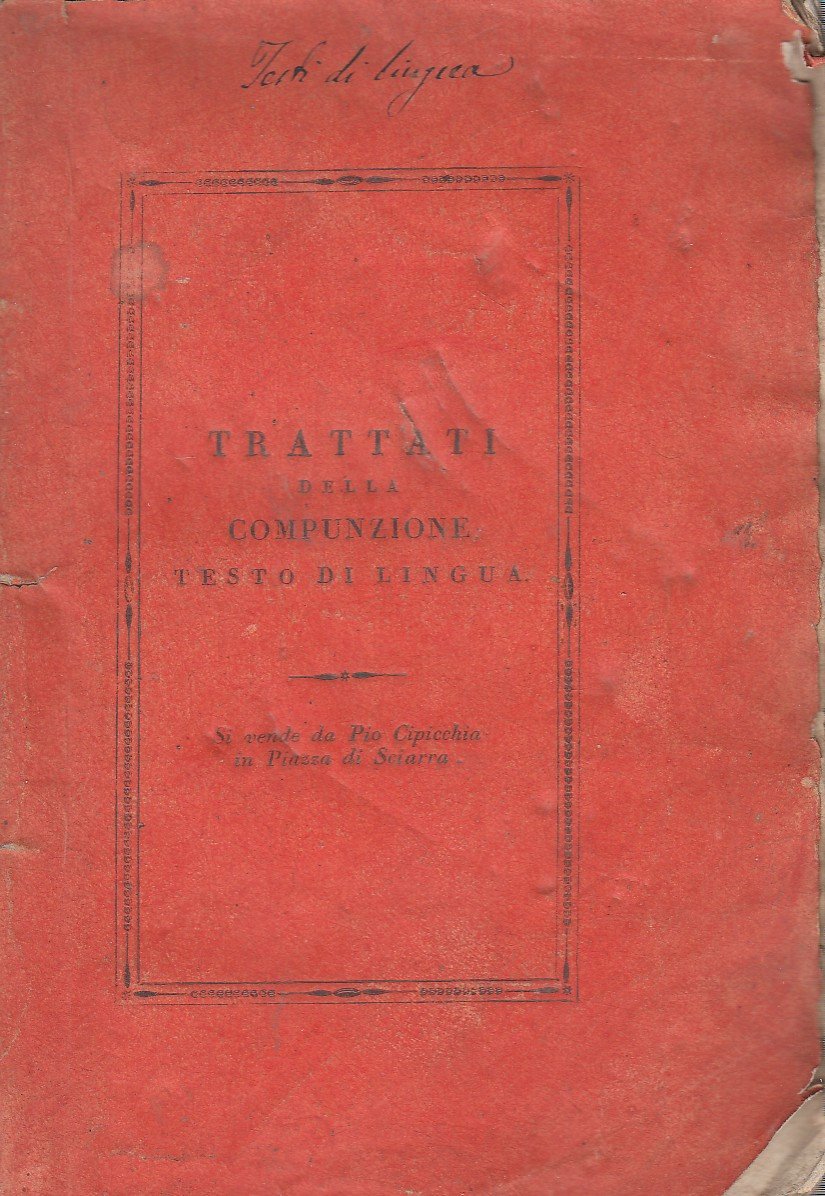 Testi di lingua
TRATTATI
DELLA
COMPUNZIONE,
TESTO DI LINGUA.
Si vende da Pio Cipicchia
in Piazza di Sciarra.